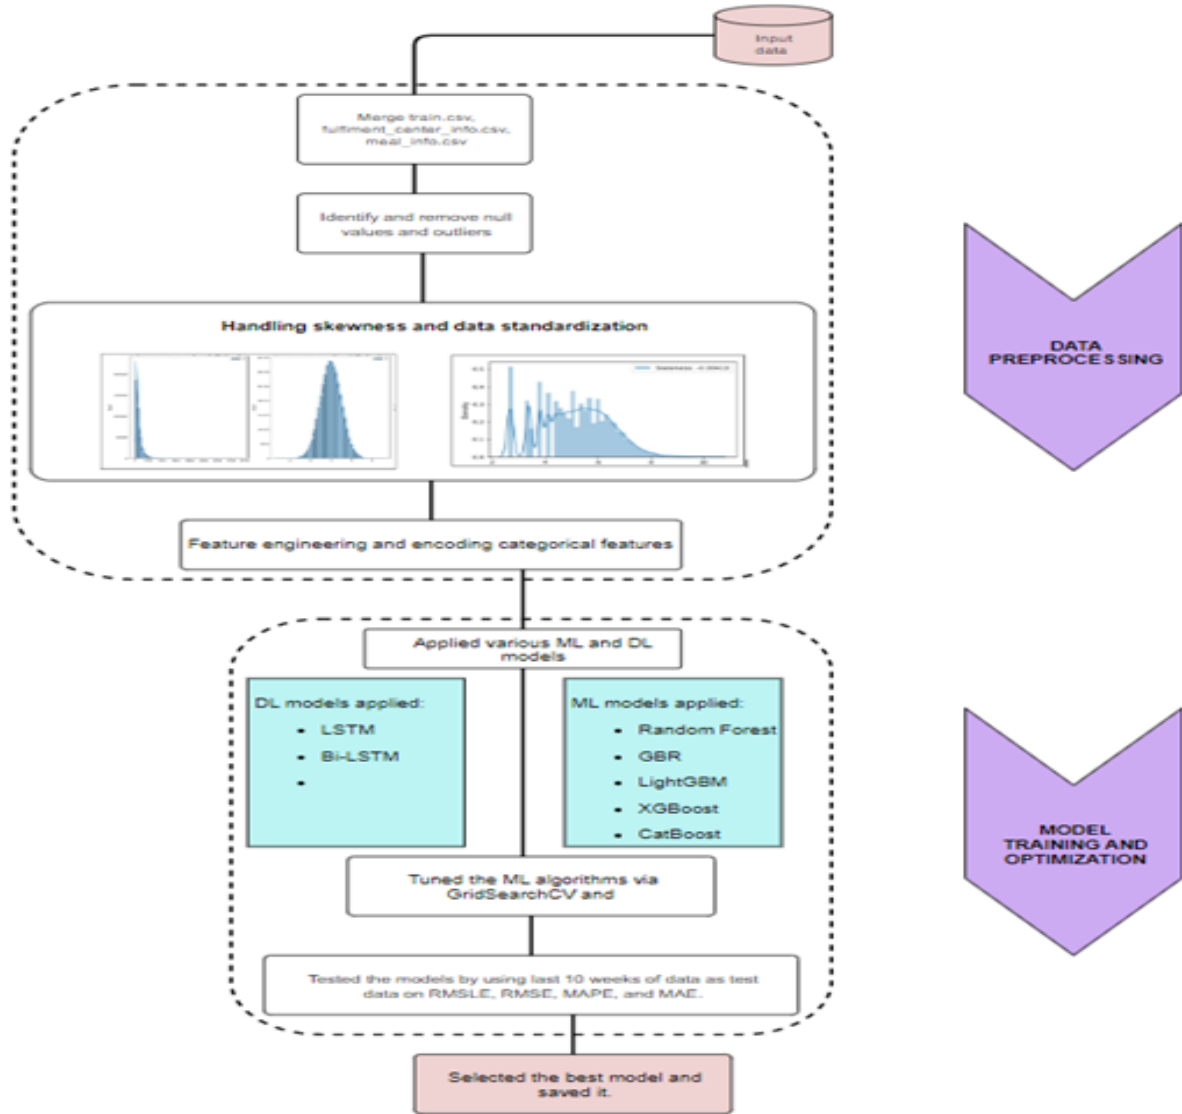 Input
data
Merge train.csv,
fulfilment_center_info.csv,
meal_info.csv
Identify and remove null
values and outliers
Handling skewness and data standardization
Density
Feature engineering and encoding categorical features
DATA
PREPROCESSING
Applied various ML and DL
models
DL models applied:
• LSTM
• Bi-LSTM
•
ML models applied:
• Random Forest
• GBR
• LightGBM
• XGBoost
• CatBoost
Tuned the ML algorithms via
GridSearchCV and
Tested the models by using last 10 weeks of data as test
data on RMSLE, RMSE, MAPE, and MAE.
MODEL
TRAINING AND
OPTIMIZATION
Selected the best model and
saved it.